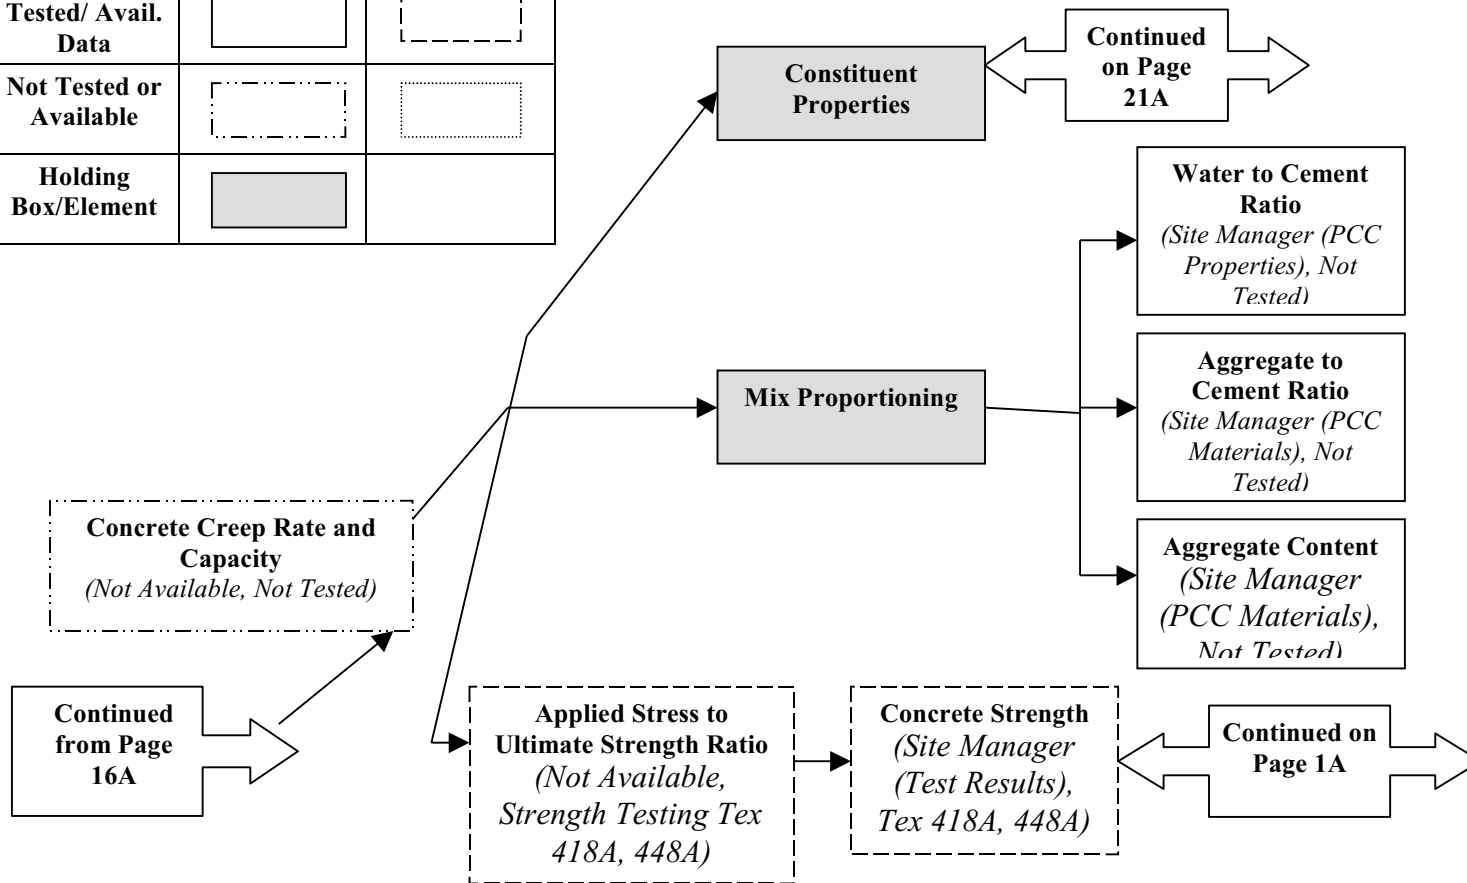 Tested/ Avail.
Data
Not Tested or
Available
Holding
Box/Element
Constituent
Properties
Continued
on Page
21A
Water to Cement
Ratio
(Site Manager (PCC
Properties), Not
Tested)
Mix Proportioning
Aggregate to
Cement Ratio
(Site Manager (PCC
Materials), Not
Tested)
Concrete Creep Rate and
Capacity
(Not Available, Not Tested)
Aggregate Content
(Site Manager
(PCC Materials),
Not Tested)
Continued
from Page
16A
Applied Stress to
Ultimate Strength Ratio
(Not Available,
Strength Testing Tex
418A, 448A)
Concrete Strength
(Site Manager
(Test Results),
Tex 418A, 448A)
Continued on
Page 1A